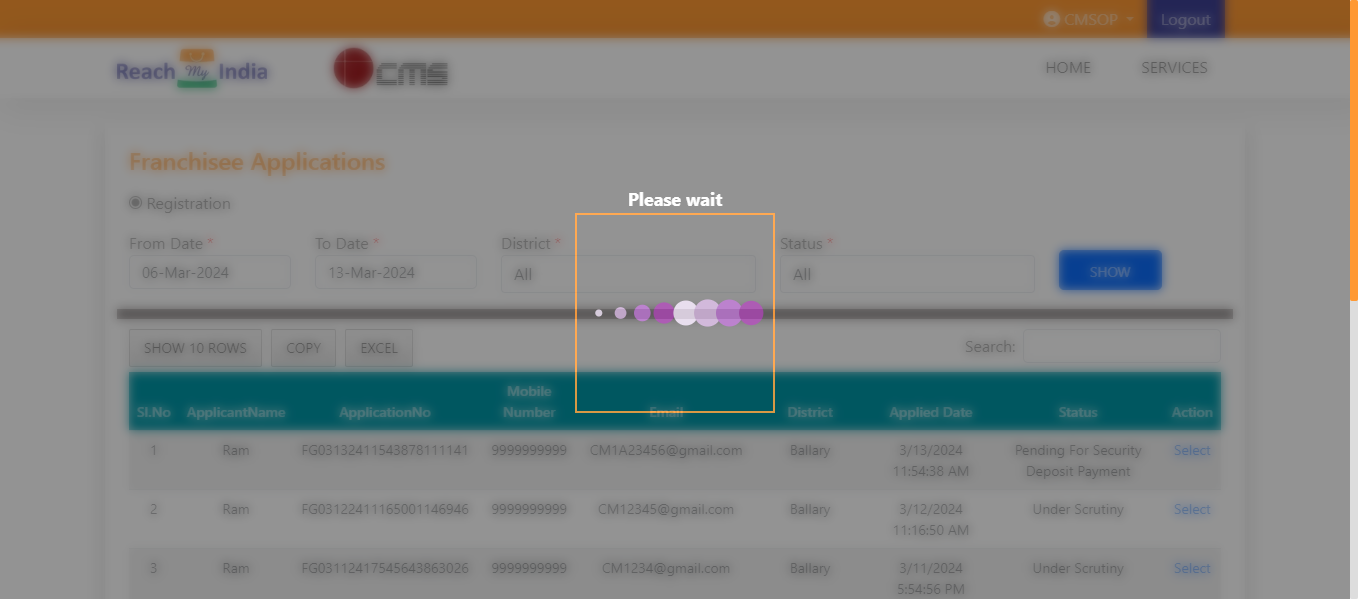 CMSOP
Logout
Reach My India
CMS
HOME
SERVICES
Franchisee Applications
Registration
Please wait
From Date *
To Date *
District *
Status *
06-Mar-2024
13-Mar-2024
All
All
SHOW
SHOW 10 ROWS
COPY
EXCEL
Search:
Sl.No ApplicantName ApplicationNo Mobile Number Email District Applied Date Status Action
1 Ram FG03132411543878111141 9999999999 CM1A23456@gmail.com Ballary 3/13/2024 Pending For Security Select
11:54:38 AM Deposit Payment
2 Ram FG03122411165001146946 9999999999 CM12345@gmail.com Ballary 3/12/2024 Under Scrutiny Select
11:16:50 AM
3 Ram FG03112417545643863026 9999999999 CM1234@gmail.com Ballary 3/11/2024 Under Scrutiny Select
5:54:56 PM